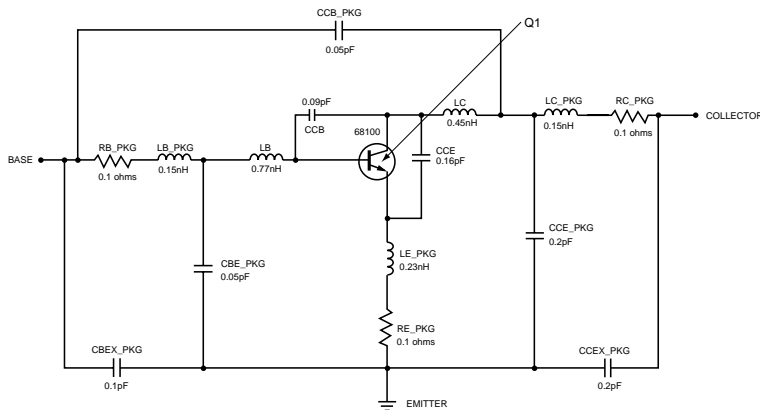 CCB_PKG
0.05pF
Q1
0.09pF
CCB
68100
LC
0.45nH
LC_PKG
0.15nH
RC_PKG
0.1 ohms
COLLECTOR
BASE
RB_PKG
0.1 ohms
LB_PKG
0.15nH
LB
0.77nH
CCE
0.16pF
CBE_PKG
0.05pF
LE_PKG
0.23nH
CCE_PKG
0.2pF
RE_PKG
0.1 ohms
CBEX_PKG
0.1pF
CCEX_PKG
0.2pF
EMITTER